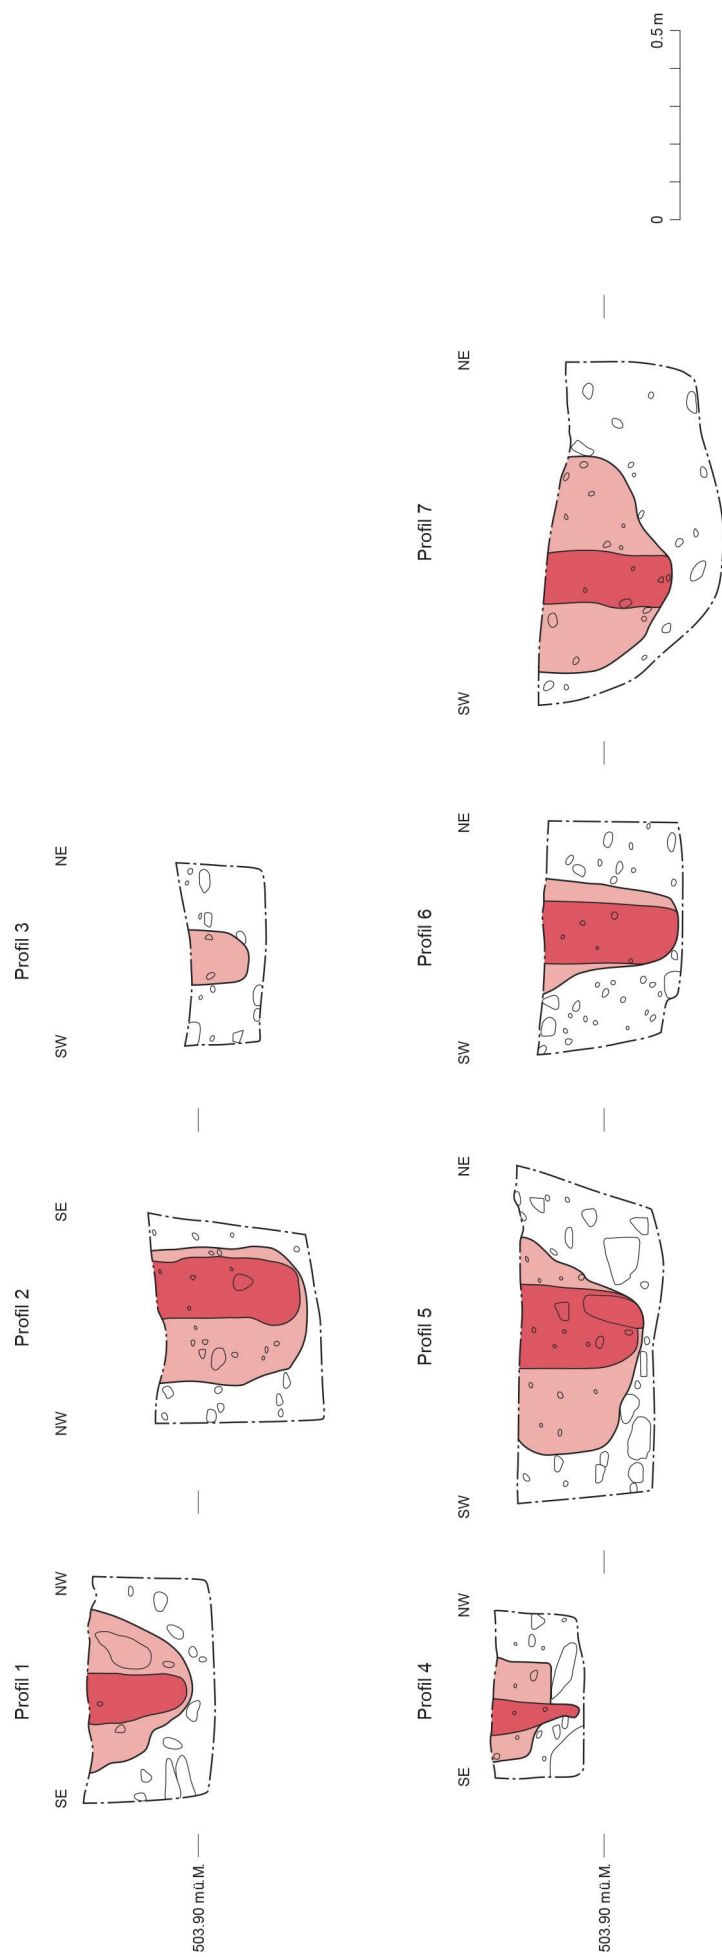 Profil 1
SE
NW
Profil 2
NW
SE
Profil 3
SW
NE
503.90 mü.M.
Profil 4
SE
NW
Profil 5
SW
NE
Profil 6
SW
NE
Profil 7
SW
NE
503.90 mü.M.
0
0.5 m